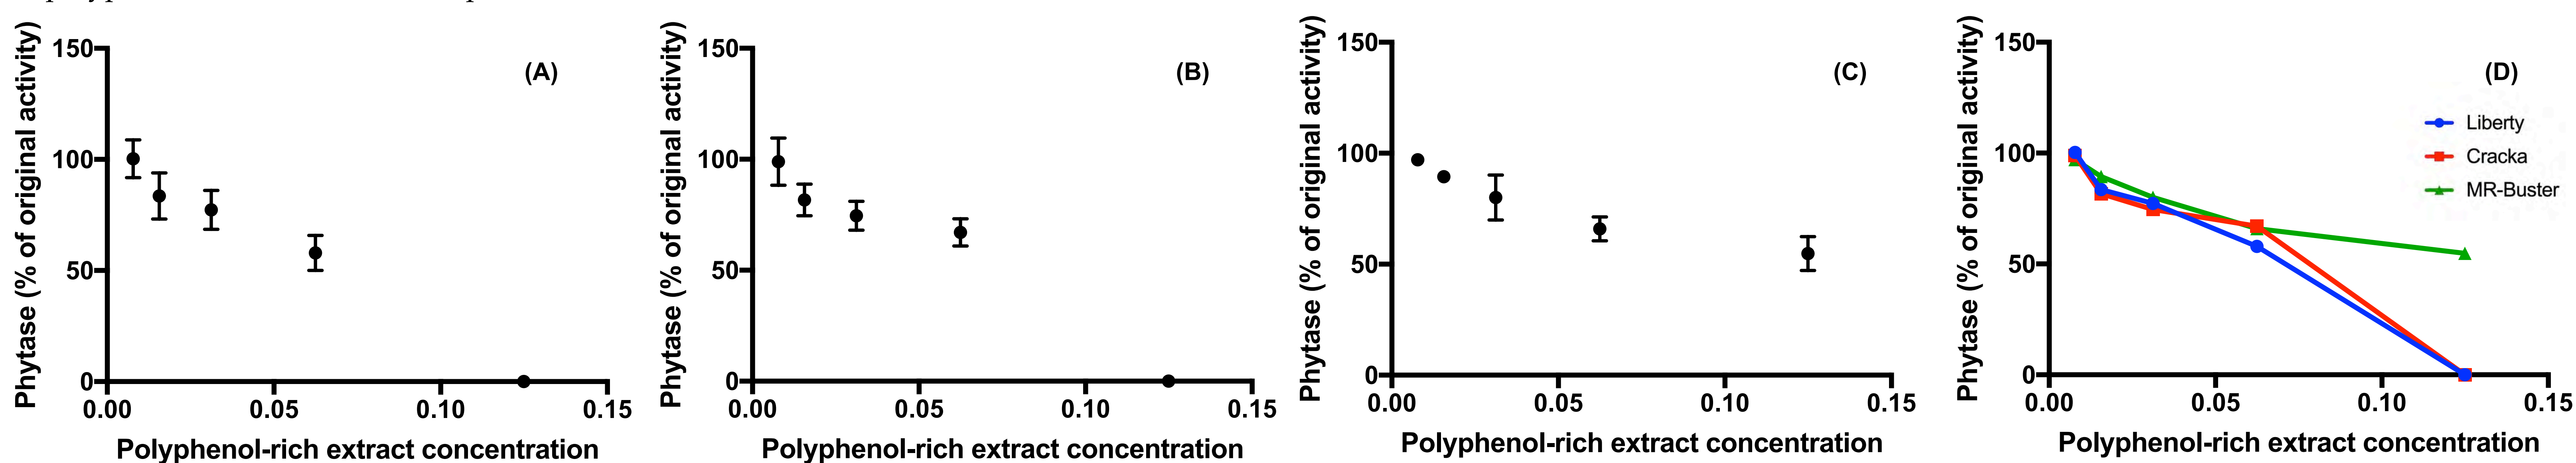 Phytase (% of original activity)
150
100
50
0
(A)
0.00 0.05 0.10 0.15
Polyphenol-rich extract concentration
Phytase (% of original activity)
150
100
50
0
(B)
0.00 0.05 0.10 0.15
Polyphenol-rich extract concentration
Phytase (% of original activity)
150
100
50
0
(C)
0.00 0.05 0.10 0.15
Polyphenol-rich extract concentration
Phytase (% of original activity)
150
100
50
0
(D)
Liberty
Cracka
MR-Buster
0.00 0.05 0.10 0.15
Polyphenol-rich extract concentration